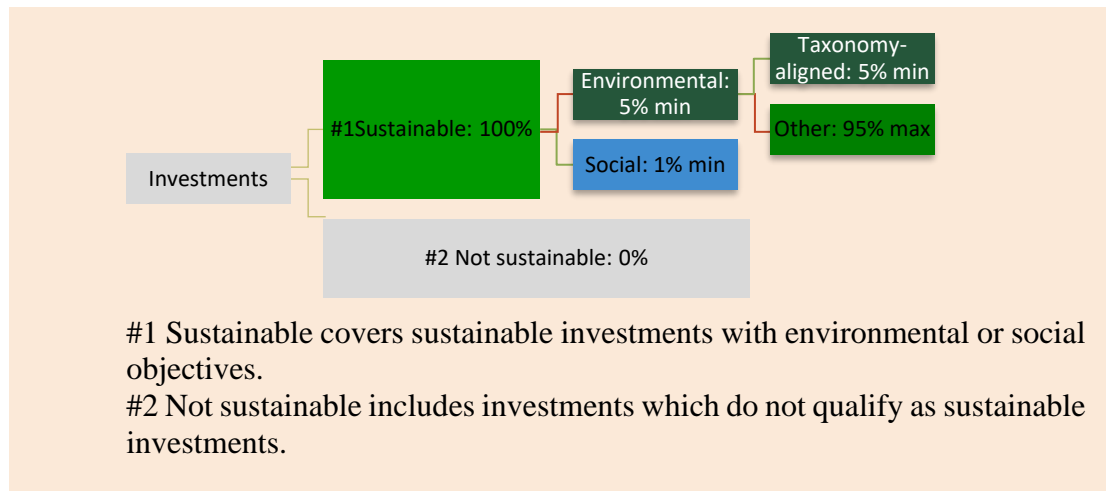 Taxonomy-
aligned: 5% min
Environmental:
5% min
#1Sustainable: 100%
Other: 95% max
Social: 1% min
Investments
#2 Not sustainable: 0%
#1 Sustainable covers sustainable investments with environmental or social
objectives.
#2 Not sustainable includes investments which do not qualify as sustainable
investments.